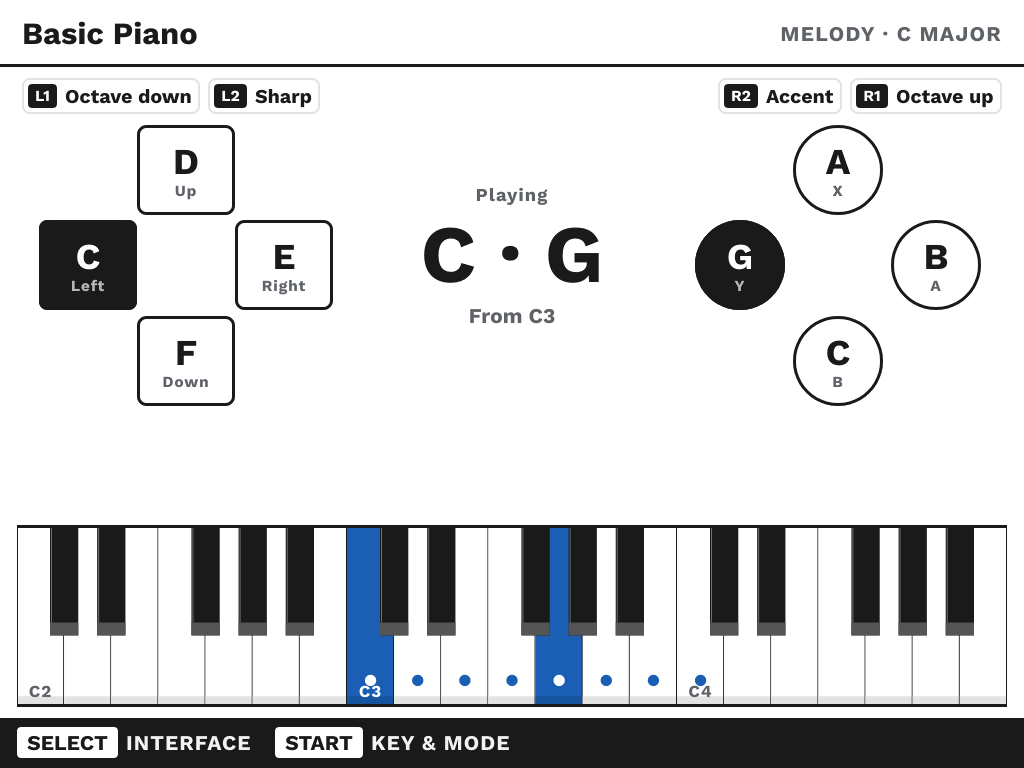 Basic Piano
MELODY · C MAJOR
L1 Octave down
L2 Sharp
R2 Accent
R1 Octave up
D
Up
C
Left
E
Right
F
Down
Playing
C · G
From C3
A
X
G
Y
B
A
C
B
C2
C3
C4
SELECT INTERFACE
START KEY & MODE